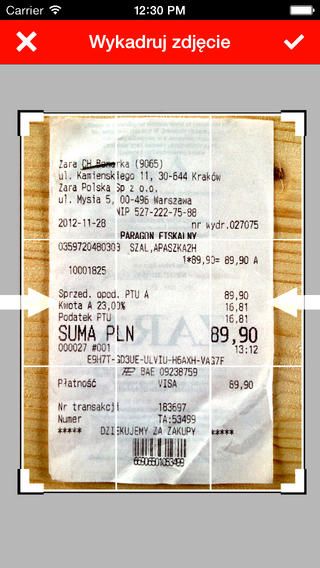 Carrier 12:30 PM
Wykadruj zdjęcie
Zara CH Bonarka (9065)
ul. Kamienskiego 11, 30-644 Kraków
Zara Polska Sp z o.o.
ul. Mysia 5, 00-496 Warszawa
NIP 527-222-75-88
2012-11-28 nr wydr.027075
PARAGON FISKALNY
0359720480303 SZAL,APASZKA2H
1*89,90= 89,90 A
10001825
Sprzed. opod. PTU A 89,90
Kwota A 23,00% 16,81
Podatek PTU 16,81
SUMA PLN 89,90
000027 #001 13:12
E9H7T-GD3UE-ULVIU-H6AXH-VAG7F
BAE 09238759
Płatność VISA 89,90
Nr transakcji 183697
Numer TA:53499
***** DZIEKUJEMY ZA ZAKUPY *****